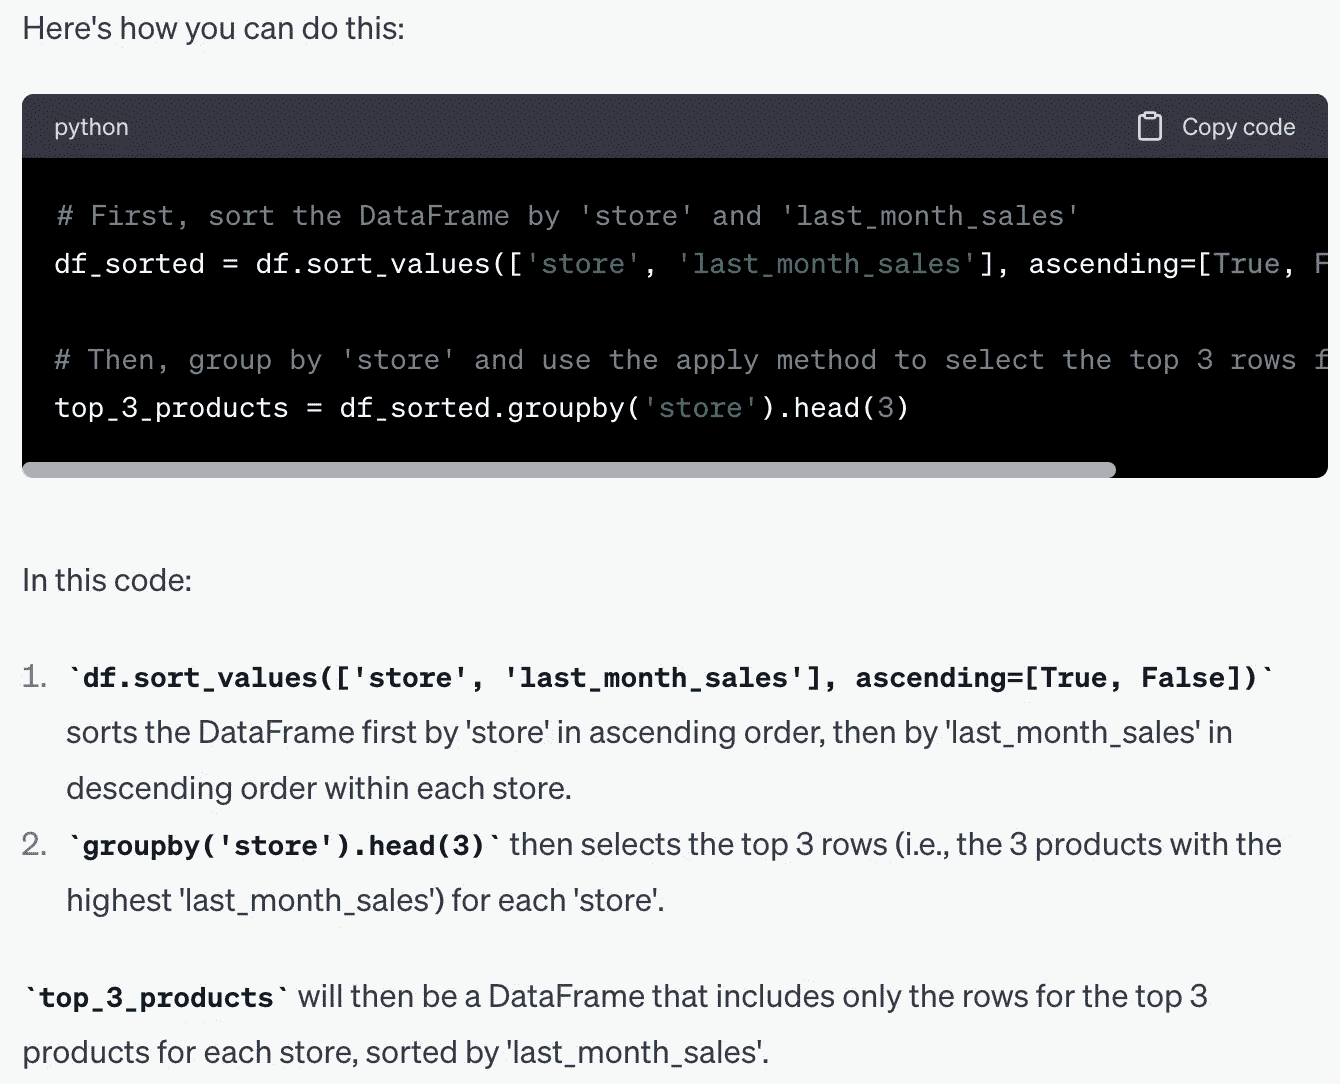 Here's how you can do this:
python
Copy code
# First, sort the DataFrame by 'store' and 'last_month_sales'
df_sorted = df.sort_values(['store', 'last_month_sales'], ascending=[True, F
# Then, group by 'store' and use the apply method to select the top 3 rows f
top_3_products = df_sorted.groupby('store').head(3)
In this code:
1. `df.sort_values(['store', 'last_month_sales'], ascending=[True, False])`
sorts the DataFrame first by 'store' in ascending order, then by 'last_month_sales' in
descending order within each store.
2. `groupby('store').head(3)` then selects the top 3 rows (i.e., the 3 products with the
highest 'last_month_sales') for each 'store'.
`top_3_products` will then be a DataFrame that includes only the rows for the top 3
products for each store, sorted by 'last_month_sales'.